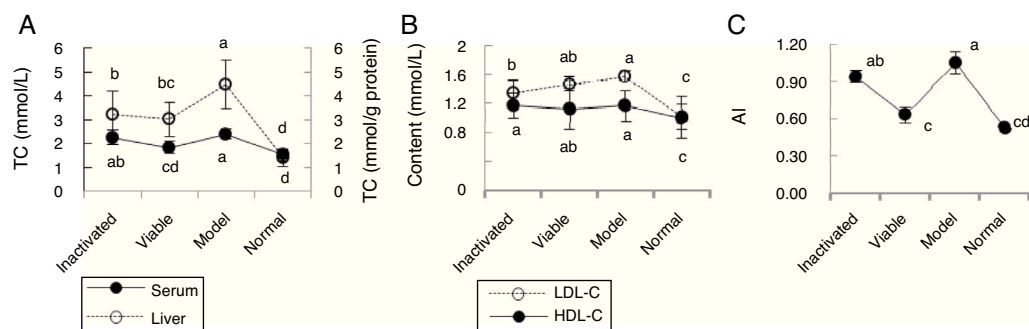 A
TC (mmol/L)
6
5
4
3
2
1
0
b
bc
a
d
ab
cd
a
d
6
5
4
3
2
1
0
TC (mmol/g protein)
Inactivated
Viable
Model
Normal
Serum
Liver
B
Content (mmol/L)
2
1.6
1.2
0.8
0
b
ab
a
c
a
ab
a
c
Inactivated
Viable
Model
Normal
LDL-C
HDL-C
C
AI
1.20
0.90
0.60
0.30
0.00
ab
c
a
cd
Inactivated
Viable
Model
Normal